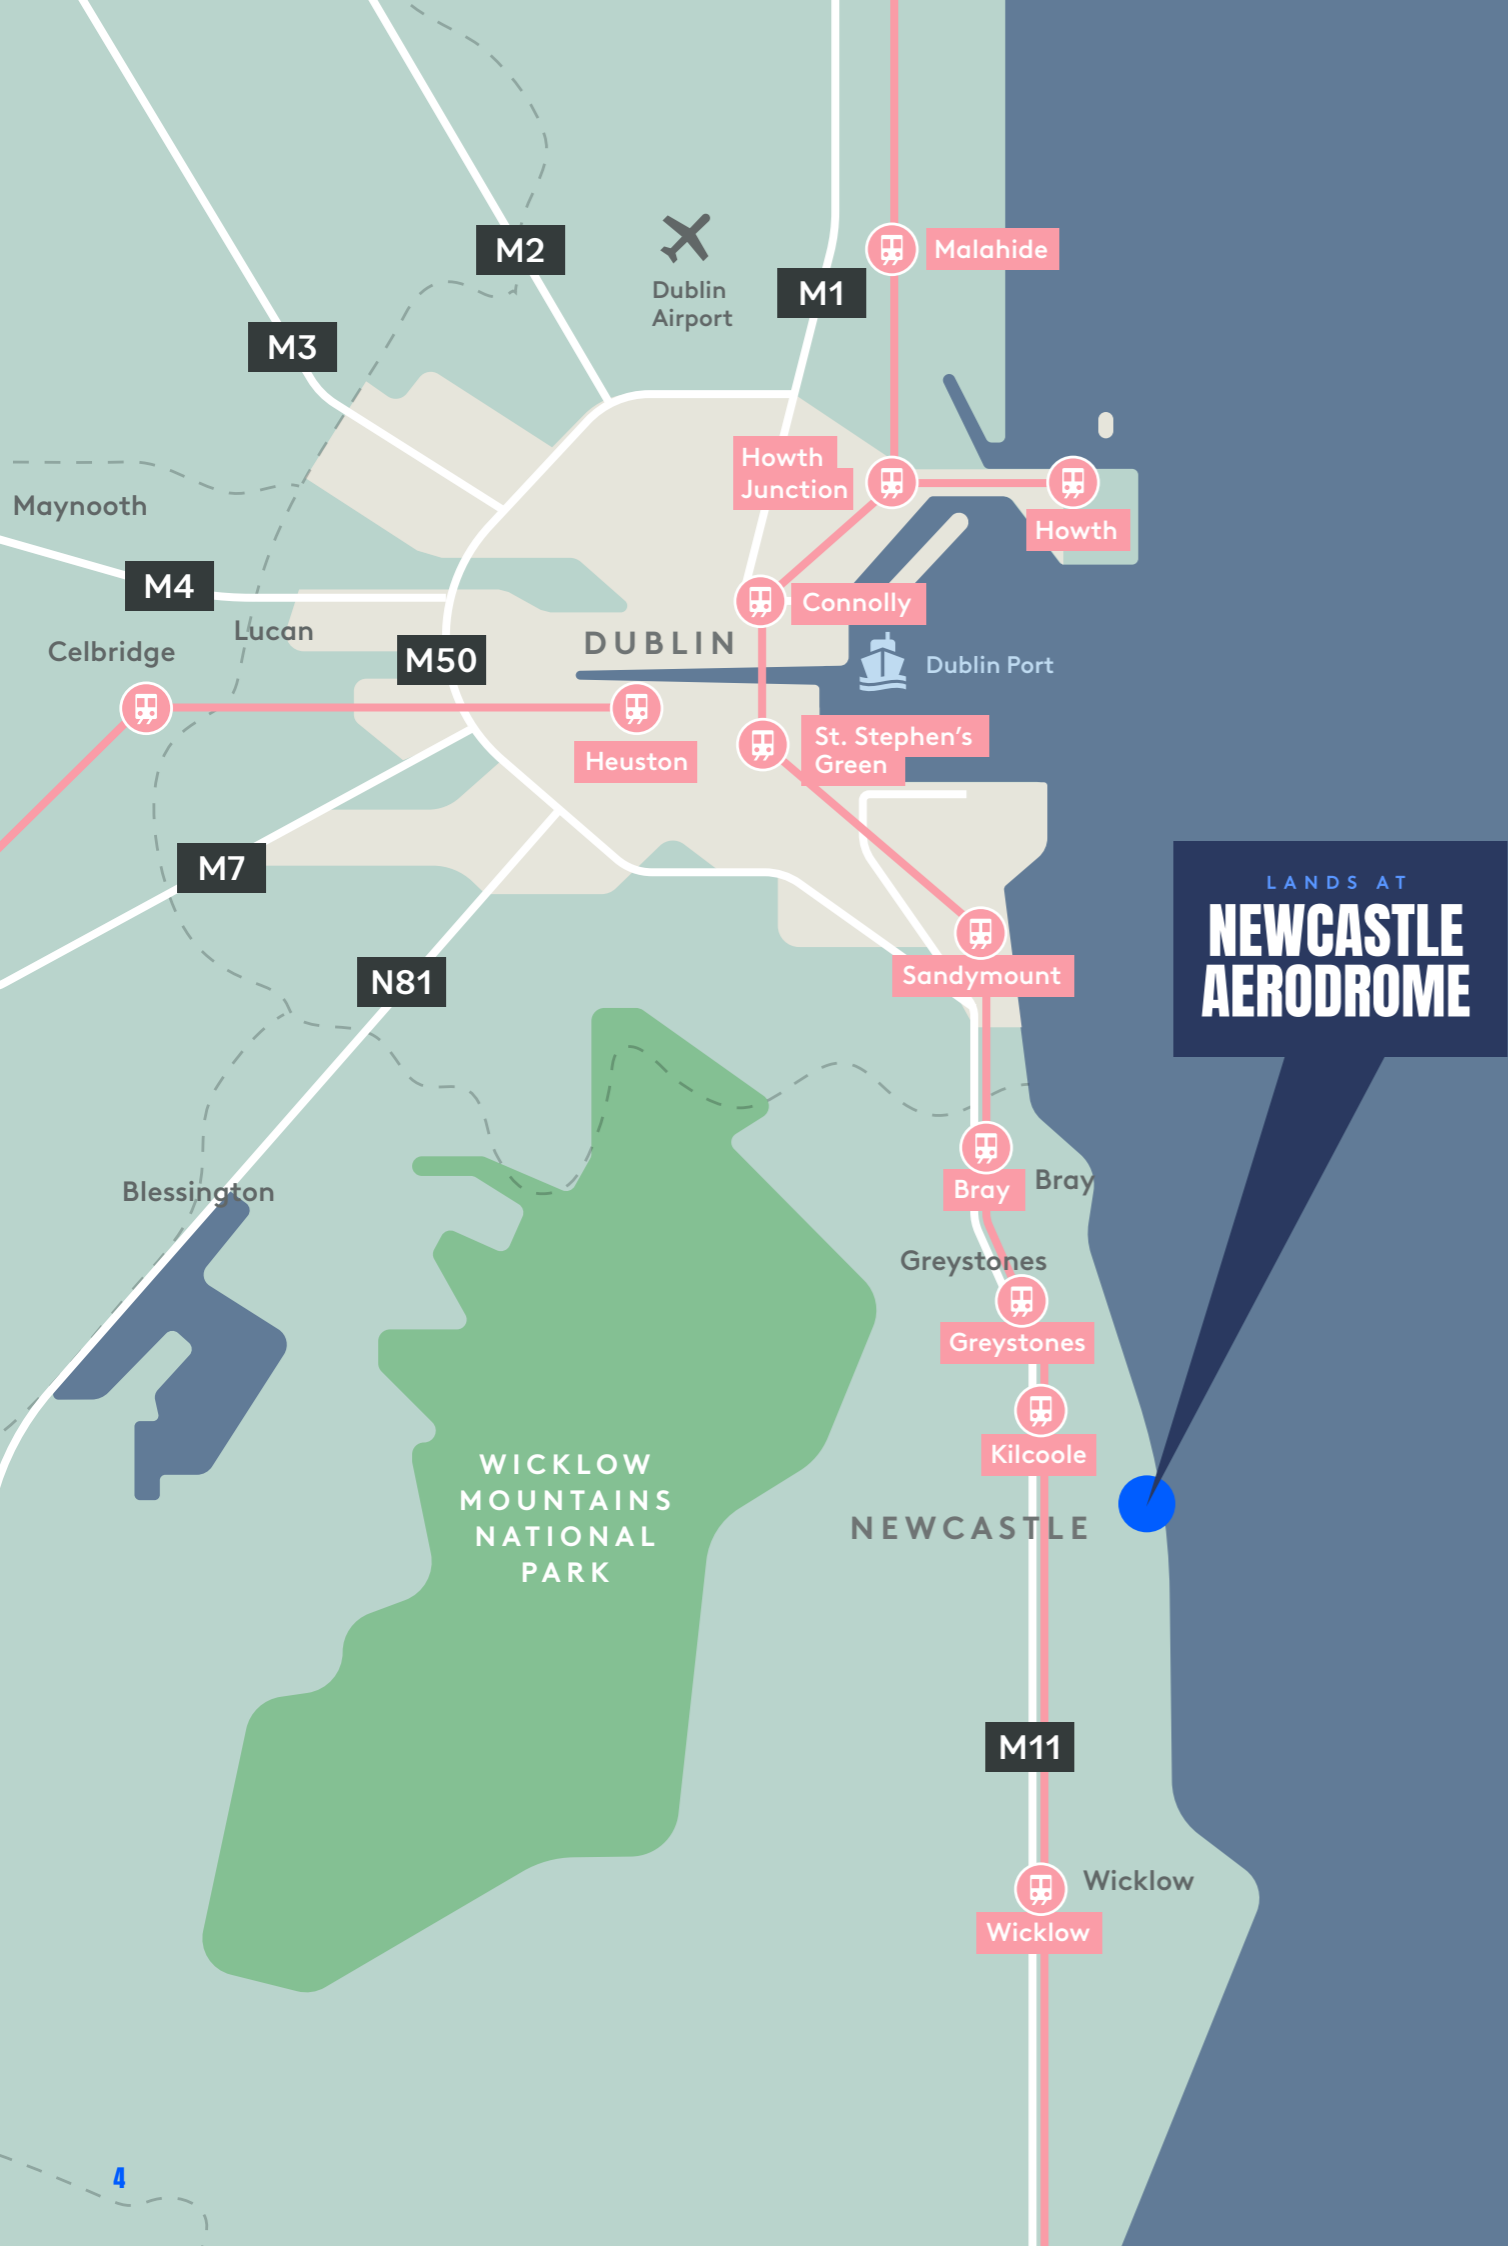 M2
Malahide
Dublin
Airport
M1
M3
Howth
Junction
Maynooth
Howth
M4
Connolly
Lucan
DUBLIN
Celbridge
M50
Dublin Port
St. Stephen's
Green
Heuston
M7
LANDS AT
NEWCASTLE
AERODROME
Sandymount
N81
Bray
Bray
Blessington
Greystones
Greystones
Kilcoole
WICKLOW
MOUNTAINS
NATIONAL
PARK
NEWCASTLE
M11
Wicklow
Wicklow
4